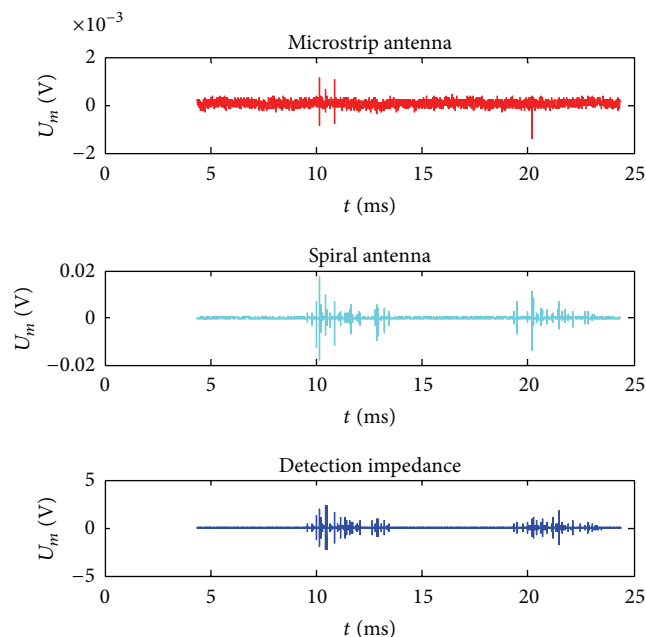 ×10⁻³
Microstrip antenna
2
0
−2
U_m (V)
0 5 10 15 20 25
t (ms)
Spiral antenna
0.02
0
−0.02
U_m (V)
0 5 10 15 20 25
t (ms)
Detection impedance
5
0
−5
U_m (V)
0 5 10 15 20 25
t (ms)